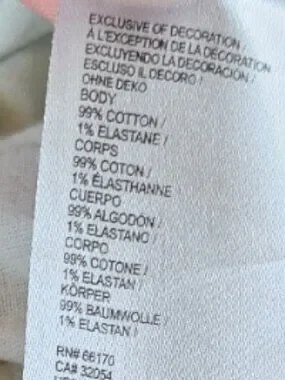 EXCLUSIVE OF DECORATION /
À L'EXCEPTION DE LA DÉCORATION
EXCLUYENDO LA DECORACIÓN /
ESCLUSO IL DECORO /
OHNE DEKO
BODY
99% COTTON /
1% ELASTANE /
CORPS
99% COTON /
1% ÉLASTHANNE
CUERPO
99% ALGODÓN /
1% ELASTANO /
CORPO
99% COTONE /
1% ELASTAN /
KÖRPER
99% BAUMWOLLE /
1% ELASTAN /
RN# 66170
CA# 32054